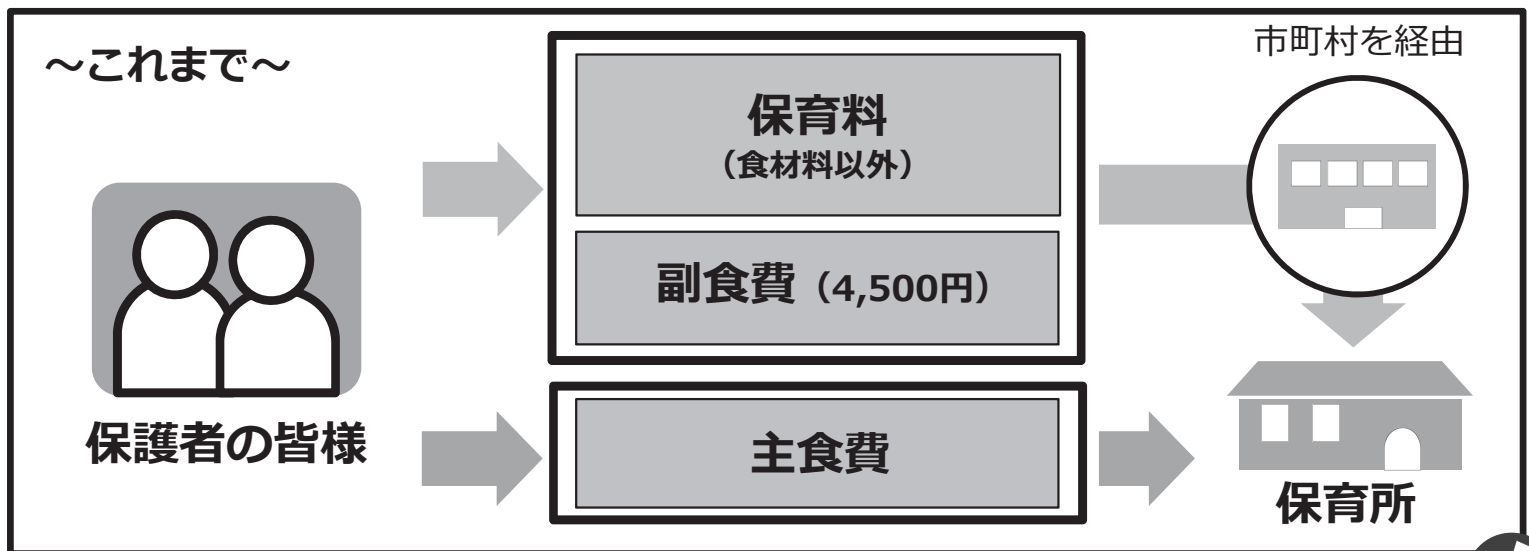 ～これまで～
市町村を経由
保育料
（食材料以外）
副食費（4,500円）
保護者の皆様
主食費
保育所